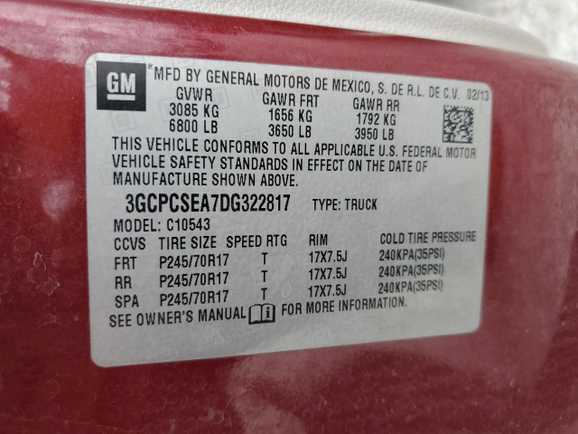 GM
*MFD BY GENERAL MOTORS DE MEXICO, S. DE R.L. DE C.V. 02/13
GVWR GAWR FRT GAWR RR
3085 KG 1656 KG 1792 KG
6800 LB 3650 LB 3950 LB
THIS VEHICLE CONFORMS TO ALL APPLICABLE U.S. FEDERAL MOTOR
VEHICLE SAFETY STANDARDS IN EFFECT ON THE DATE OF
MANUFACTURE SHOWN ABOVE.
3GCPCSEA7DG322817 TYPE: TRUCK
MODEL: C10543
CCVS TIRE SIZE SPEED RTG RIM COLD TIRE PRESSURE
FRT P245/70R17 T 17X7.5J 240KPA(35PSI)
RR P245/70R17 T 17X7.5J 240KPA(35PSI)
SPA P245/70R17 T 17X7.5J 240KPA(35PSI)
SEE OWNER'S MANUAL FOR MORE INFORMATION.